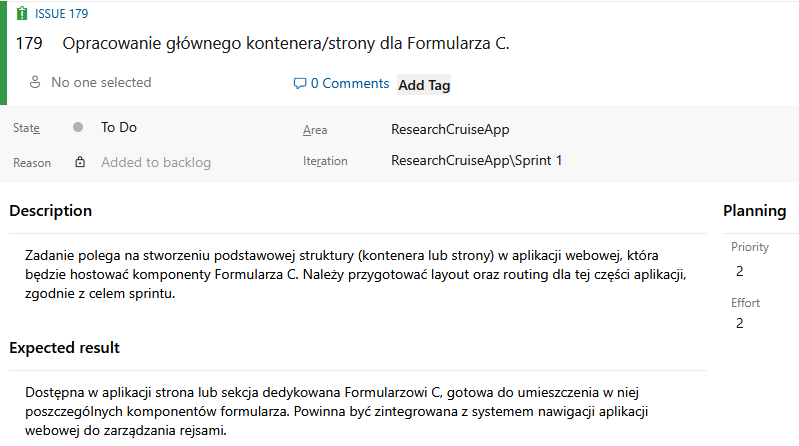 ISSUE 179
179 Opracowanie głównego kontenera/strony dla Formularza C.
No one selected
0 Comments Add Tag
State To Do
Area ResearchCruiseApp
Reason Added to backlog
Iteration ResearchCruiseApp\Sprint 1
Description
Zadanie polega na stworzeniu podstawowej struktury (kontenera lub strony) w aplikacji webowej, która
będzie hostować komponenty Formularza C. Należy przygotować layout oraz routing dla tej części aplikacji,
zgodnie z celem sprintu.
Expected result
Dostępna w aplikacji strona lub sekcja dedykowana Formularzowi C, gotowa do umieszczenia w niej
poszczególnych komponentów formularza. Powinna być zintegrowana z systemem nawigacji aplikacji
webowej do zarządzania rejsami.
Planning
Priority
2
Effort
2